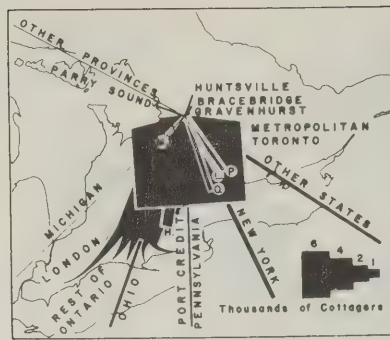 OTHER PROVINCES
PARRY SOUND
HUNTSVILLE
BRACEBRIDGE
GRAVENHURST
METROPOLITAN
TORONTO
OTHER STATES
L
P
O
H
MICHIGAN
LONDON
REST OF
ONTARIO
OHIO
PORT CREDIT
PENNSYLVANIA
NEW YORK
6
4
2
1
Thousands of Cottagers